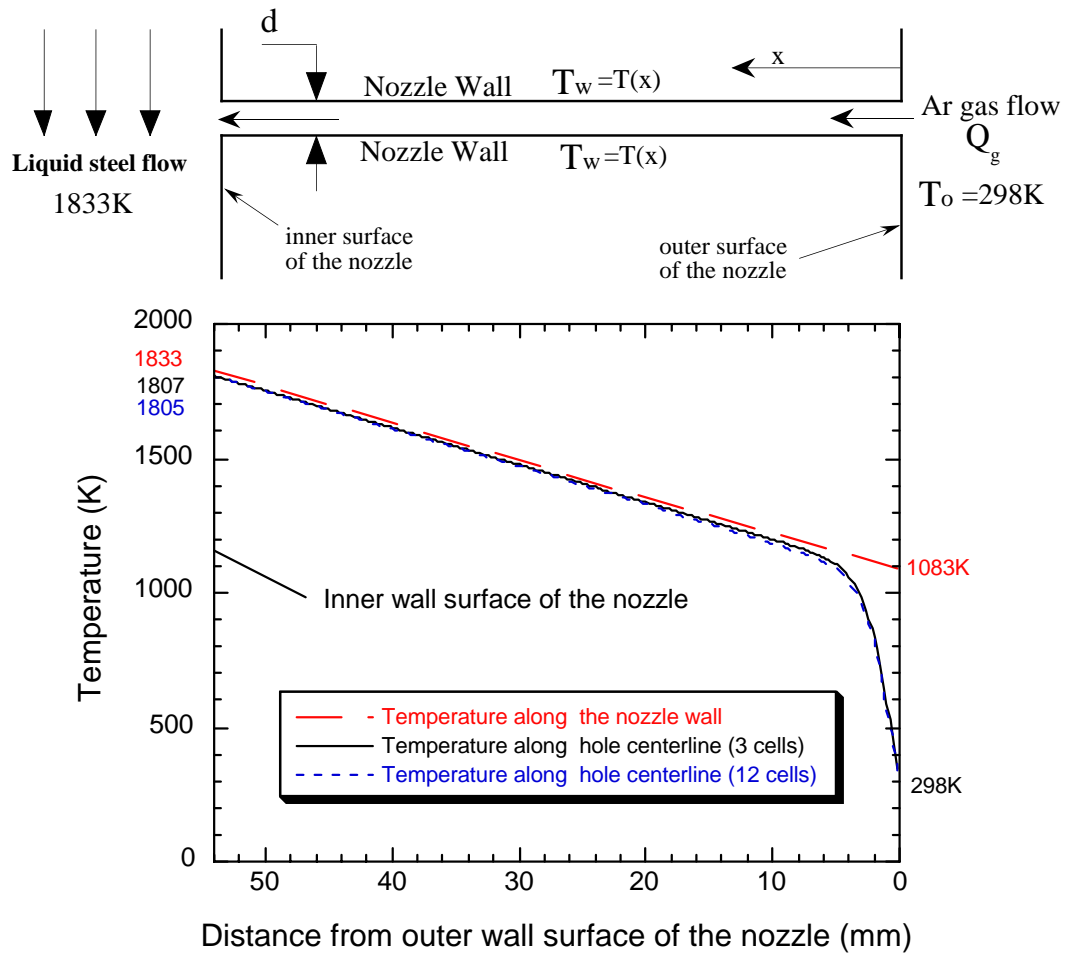 d
x
Nozzle Wall Tw =T(x)
Ar gas flow
Qg
Nozzle Wall Tw =T(x)
Liquid steel flow
1833K
To =298K
inner surface
of the nozzle
outer surface
of the nozzle
2000
1833
1807
1805
1500
1000
500
0
Temperature (K)
1083K
298K
Inner wall surface of the nozzle
Temperature along the nozzle wall
Temperature along hole centerline (3 cells)
Temperature along hole centerline (12 cells)
50 40 30 20 10 0
Distance from outer wall surface of the nozzle (mm)